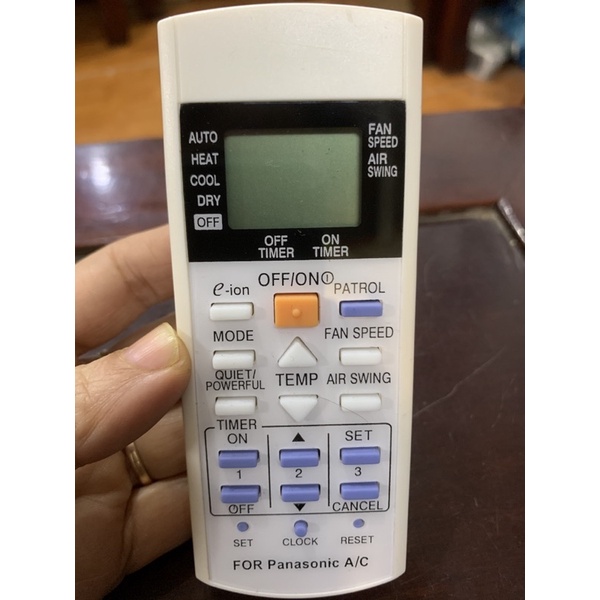 AUTO
HEAT
COOL
DRY
OFF
FAN
SPEED
AIR
SWING
OFF
TIMER
ON
TIMER
OFF/ON
e-ion
PATROL
MODE
FAN SPEED
QUIET/
POWERFUL
TEMP
AIR SWING
TIMER
ON
▲
SET
1
2
3
OFF
▼
CANCEL
SET
CLOCK
RESET
FOR Panasonic A/C